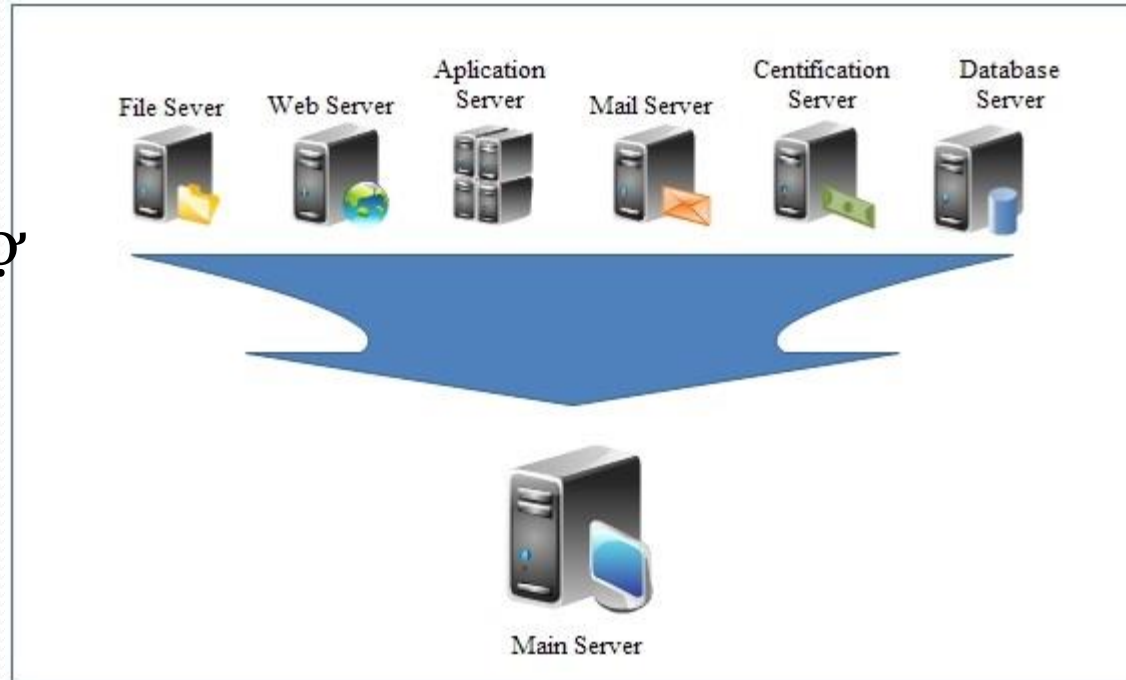 File Sever
Web Server
Aplication
Server
Mail Server
Centification
Server
Database
Server
ợ
Main Server